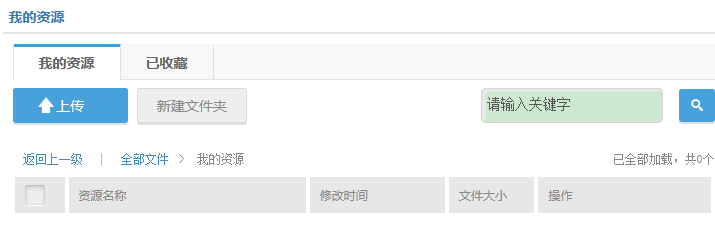 我的资源
我的资源 已收藏
上传 新建文件夹 请输入关键字
返回上一级 | 全部文件 > 我的资源 已全部加载，共0个
资源名称 修改时间 文件大小 操作